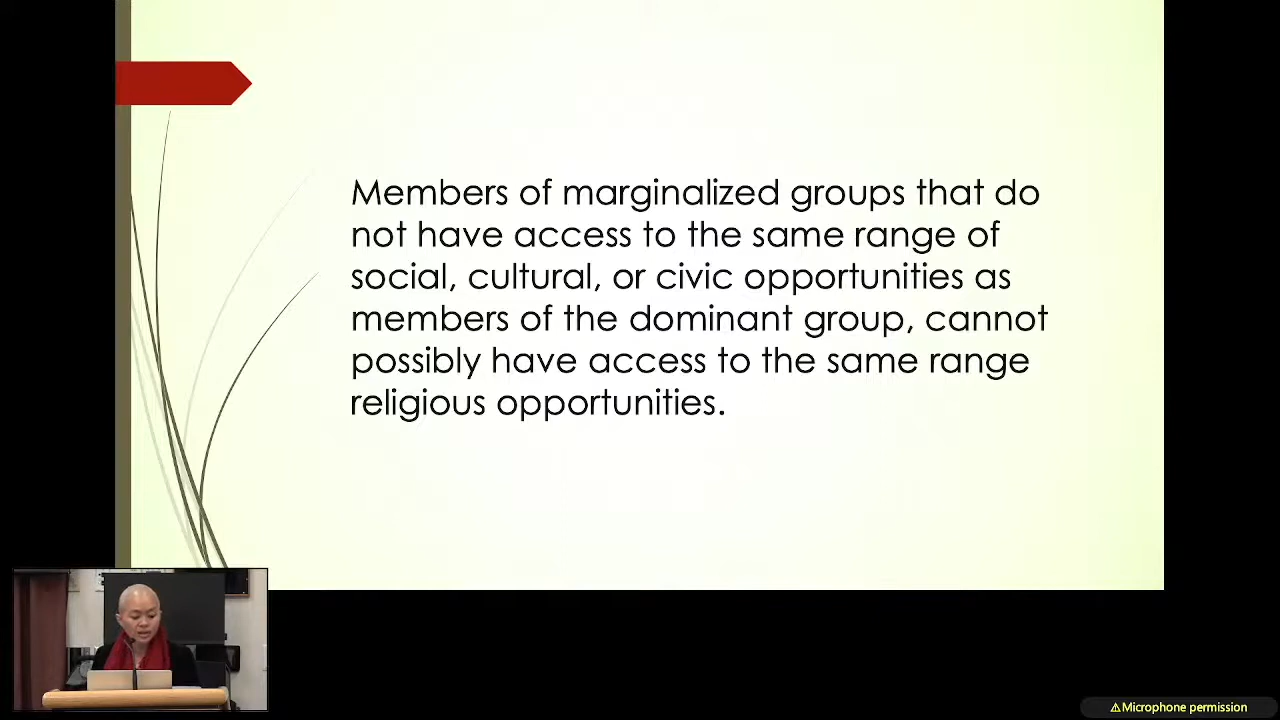 Members of marginalized groups that do
not have access to the same range of
social, cultural, or civic opportunities as
members of the dominant group, cannot
possibly have access to the same range
religious opportunities.
⚠Microphone permission